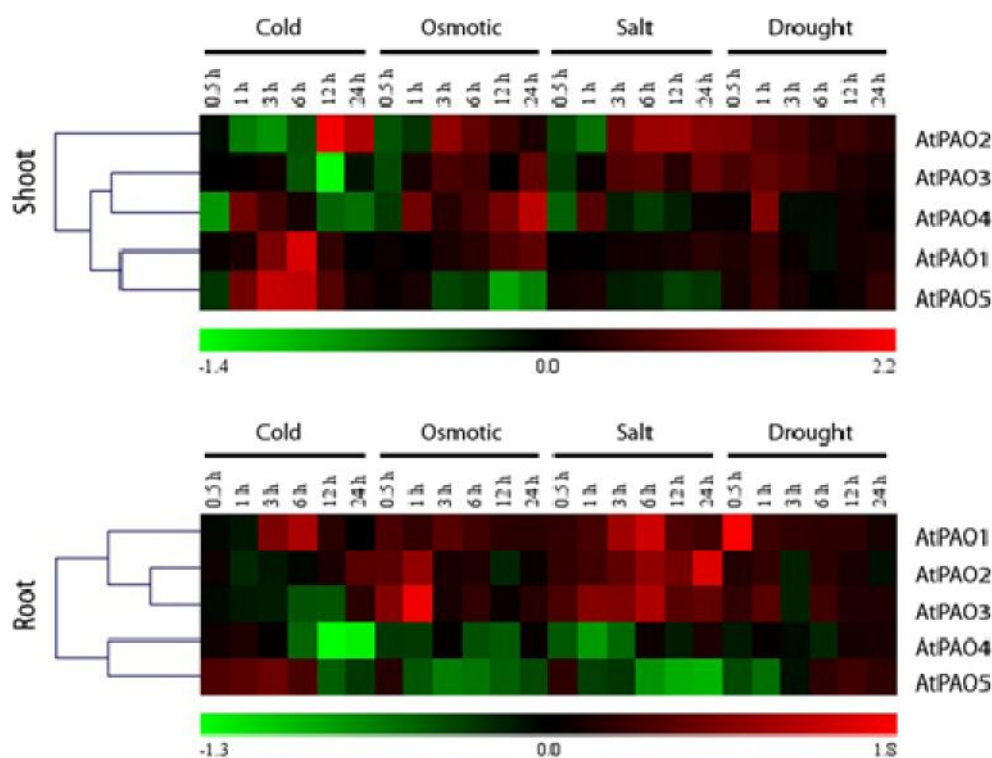 Cold Osmotic Salt Drought
0.5 h 1 h 3 h 6 h 12 h 24 h 0.5 h 1 h 3 h 6 h 12 h 24 h 0.5 h 1 h 3 h 6 h 12 h 24 h 0.5 h 1 h 3 h 6 h 12 h 24 h
Shoot
AtPAO2
AtPAO3
AtPAO4
AtPAO1
AtPAO5
-1.4 0.0 2.2
Cold Osmotic Salt Drought
0.5 h 1 h 3 h 6 h 12 h 24 h 0.5 h 1 h 3 h 6 h 12 h 24 h 0.5 h 1 h 3 h 6 h 12 h 24 h 0.5 h 1 h 3 h 6 h 12 h 24 h
Root
AtPAO1
AtPAO2
AtPAO3
AtPAO4
AtPAO5
-1.3 0.0 1.8